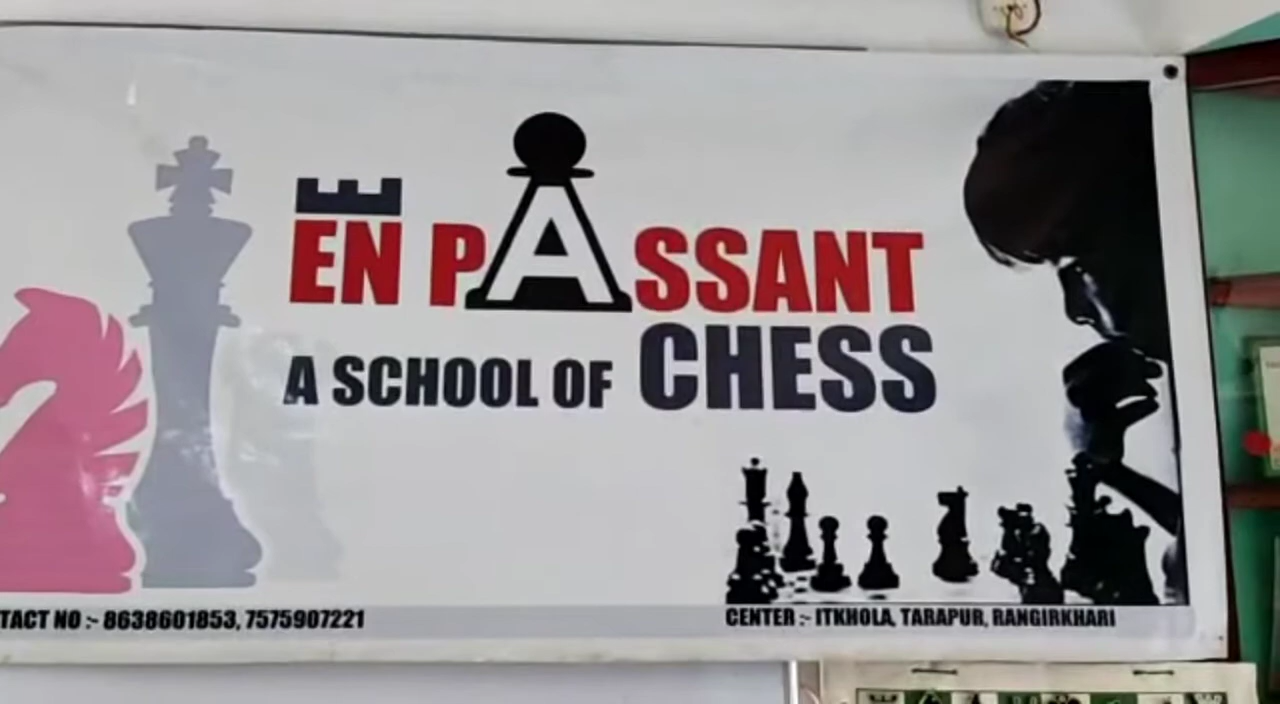 EN PASSANT
A SCHOOL OF CHESS
TACT NO :- 8638601853, 7575907221
CENTER :- ITKHOLA, TARAPUR, RANGIRKHARI